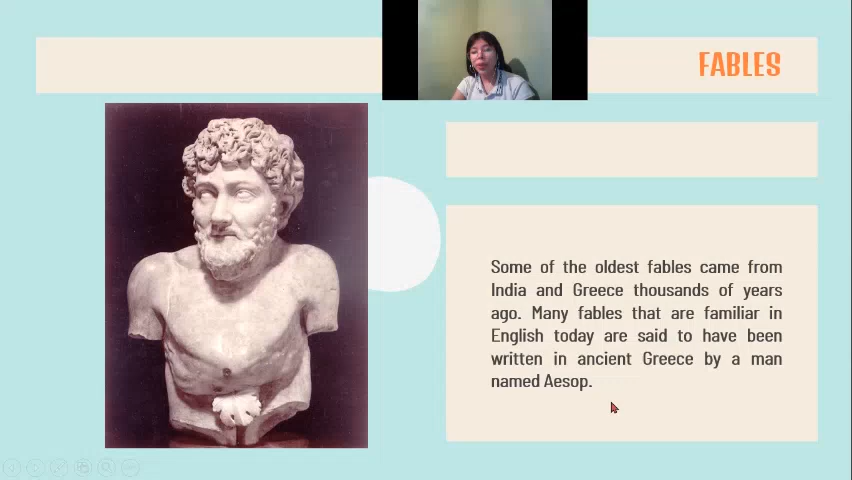 FABLES
Some of the oldest fables came from
India and Greece thousands of years
ago. Many fables that are familiar in
English today are said to have been
written in ancient Greece by a man
named Aesop.